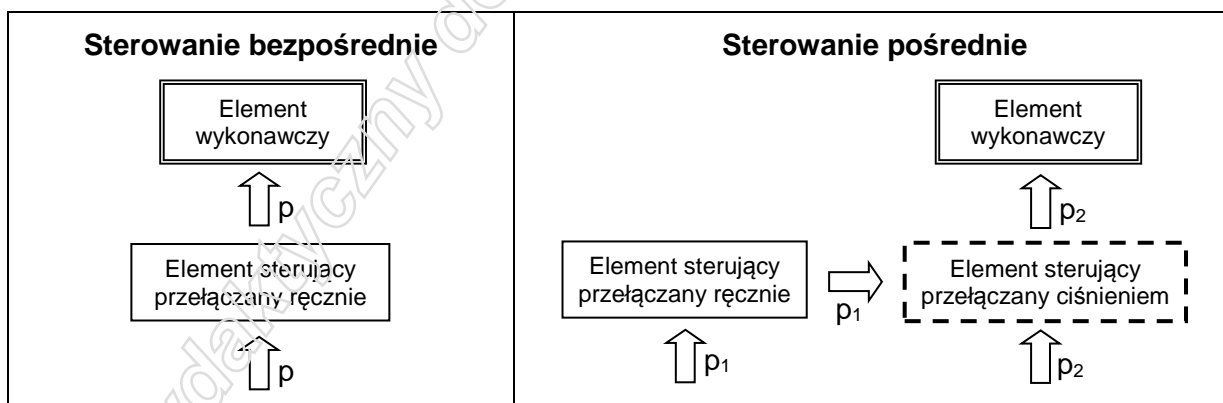 Sterowanie bezpośrednie
Element
wykonawczy
p
Element sterujący
przełączany ręcznie
p
Sterowanie pośrednie
Element
wykonawczy
p₂
Element sterujący
przełączany ręcznie
p₁
Element sterujący
przełączany ciśnieniem
p₁
p₂